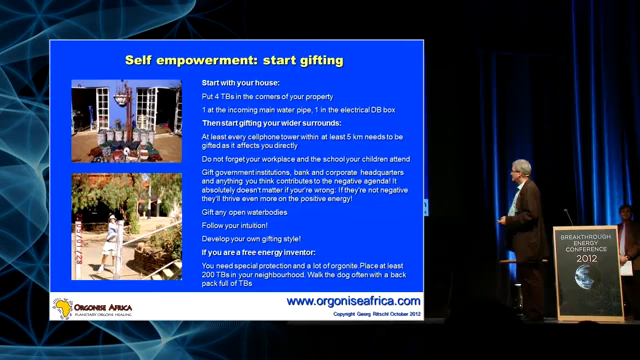 Self empowerment: start gifting
Start with your house:
Put 4 TBs in the corners of your property
1 at the incoming main water pipe, 1 in the electrical DB box
Then start gifting your wider surrounds:
At least every cellphone tower within at least 5 km needs to be
gifted as it affects you directly
Do not forget your workplace and the school your children attend
Gift government institutions, bank and corporate headquarters
and anything you think contributes to the negative agenda! It
absolutely doesn't matter if your're wrong: If they're not negative
they'll thrive even more on the positive energy!
Gift any open waterbodies
Follow your intuition!
Develop your own gifting style!
If you are a free energy inventor:
You need special protection and a lot of orgonite.Place at least
200 TBs in your neighbourhood. Walk the dog often with a back
pack full of TBs
ORGONISE AFRICA
PLANETARY ORGONE HEALING
www.orgoniseafrica.com
Copyright Georg Ritschl October 2012
BREAKTHROUGH
ENERGY
CONFERENCE
2012